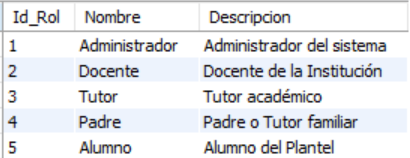 Id_Rol Nombre Descripcion
1 Administrador Administrador del sistema
2 Docente Docente de la Institución
3 Tutor Tutor académico
4 Padre Padre o Tutor familiar
5 Alumno Alumno del Plantel